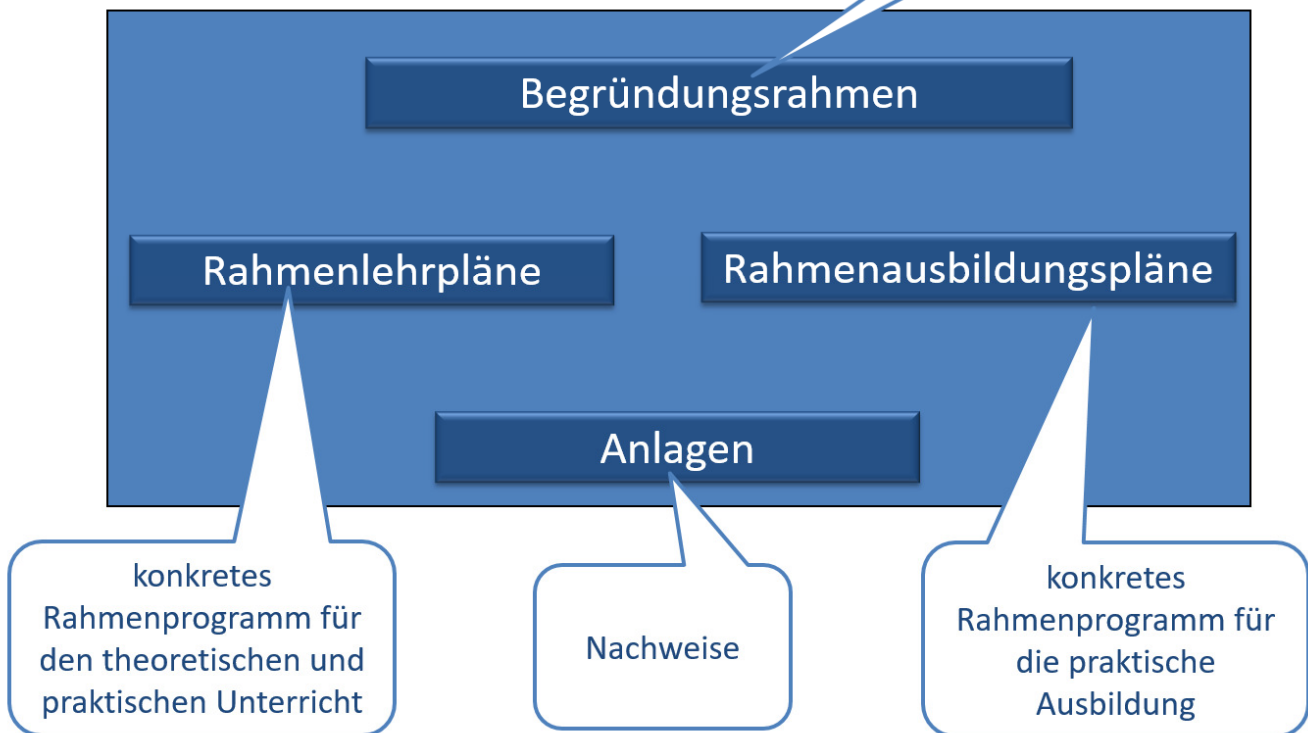 Begründungsrahmen
Rahmenlehrpläne
Rahmenausbildungspläne
Anlagen
konkretes
Rahmenprogramm für
den theoretischen und
praktischen Unterricht
Nachweise
konkretes
Rahmenprogramm für
die praktische
Ausbildung